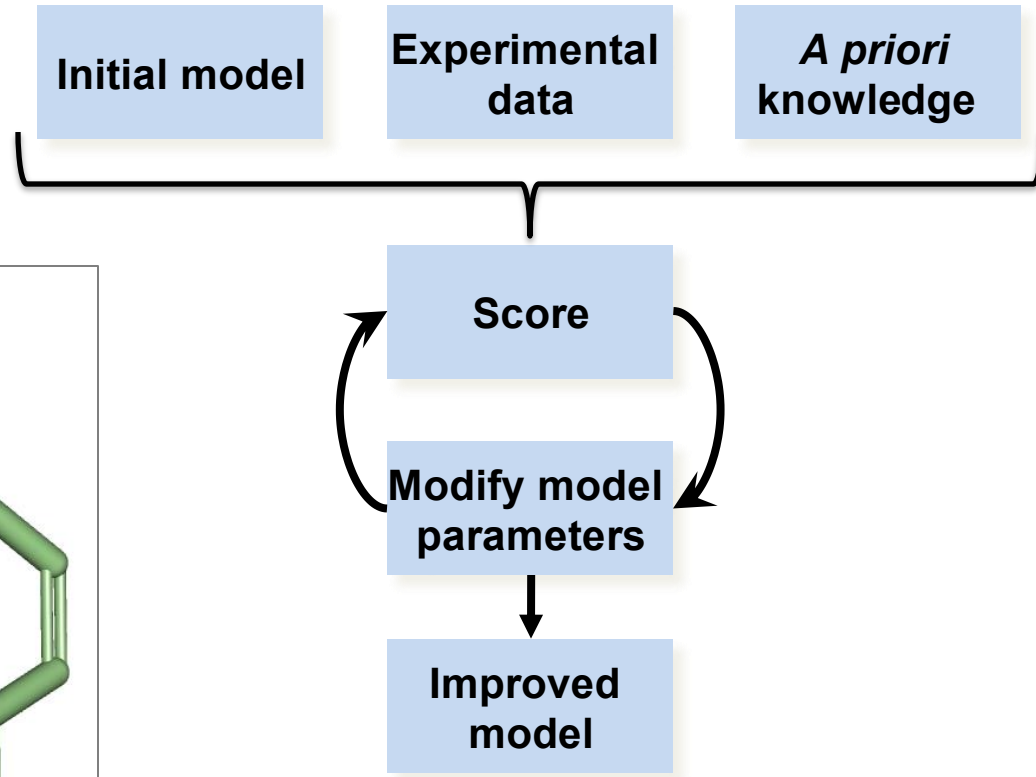 Initial model
Experimental
data
A priori
knowledge
Score
Modify model
parameters
Improved
model